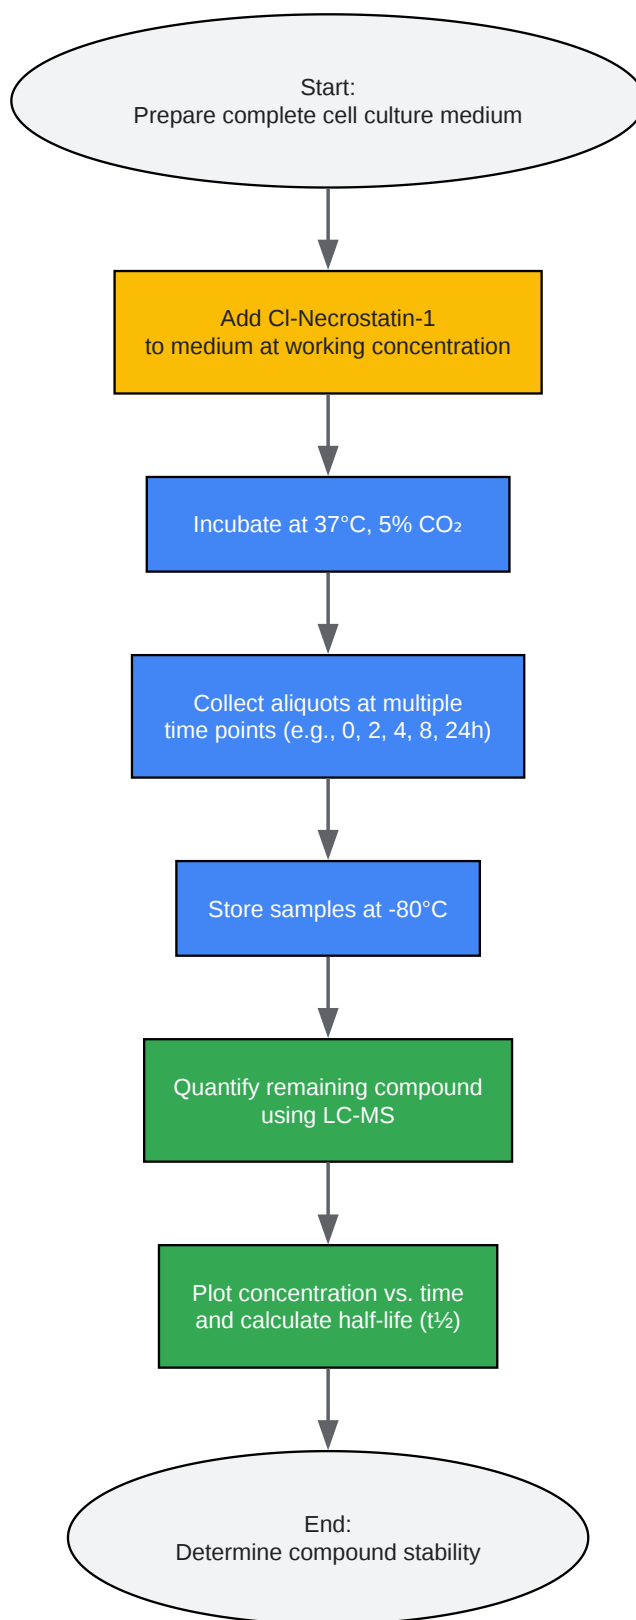 Start:
Prepare complete cell culture medium
Add Cl-Necrostatin-1
to medium at working concentration
Incubate at 37°C, 5% CO₂
Collect aliquots at multiple
time points (e.g., 0, 2, 4, 8, 24h)
Store samples at -80°C
Quantify remaining compound
using LC-MS
Plot concentration vs. time
and calculate half-life (t½)
End:
Determine compound stability